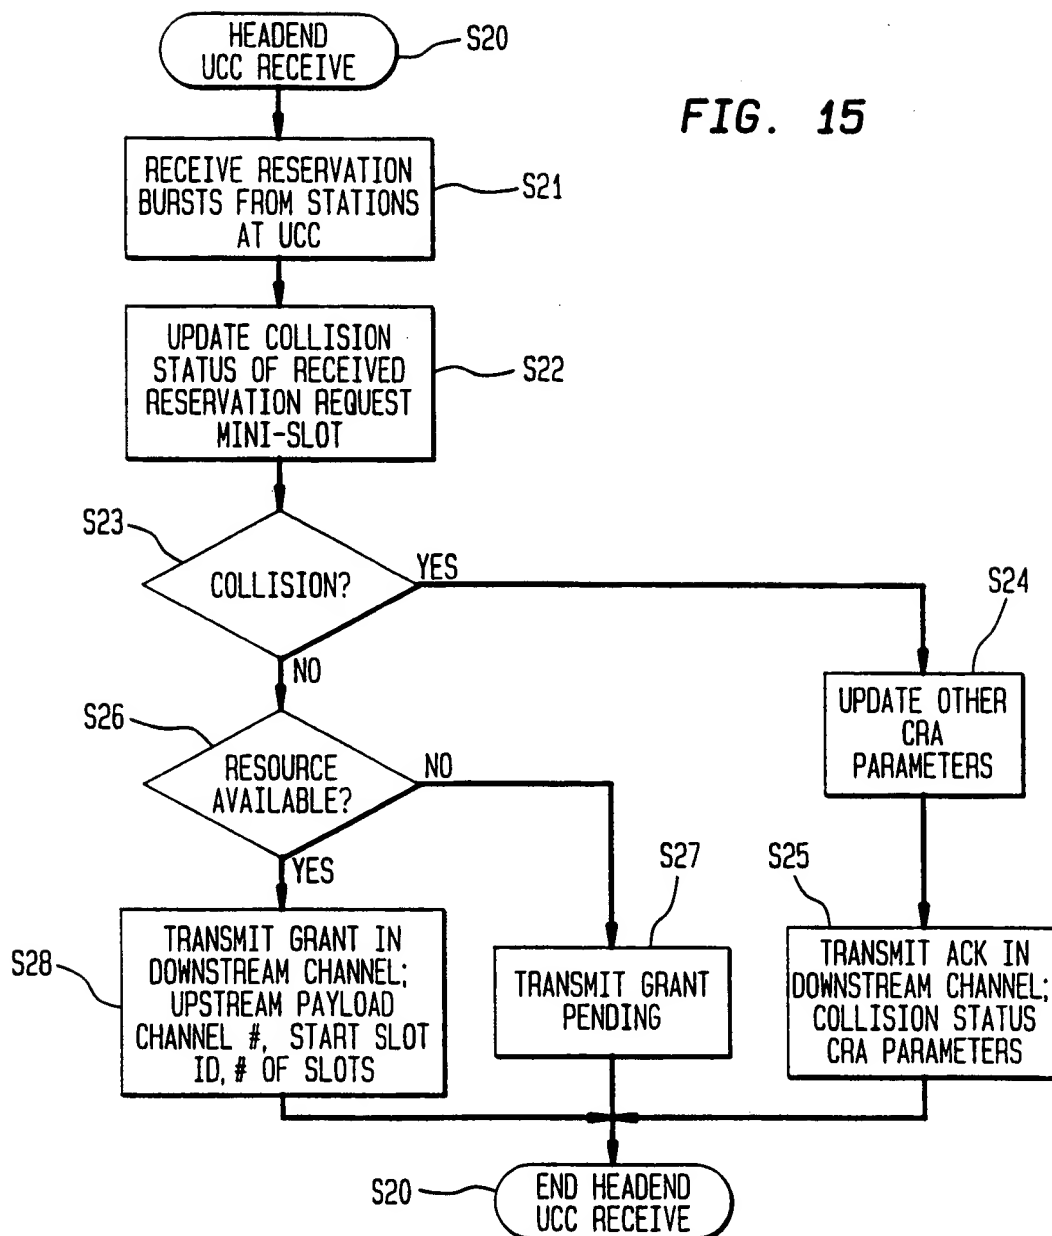 HEADEND
UCC RECEIVE
S20
FIG. 15
RECEIVE RESERVATION
BURSTS FROM STATIONS
AT UCC
S21
UPDATE COLLISION
STATUS OF RECEIVED
RESERVATION REQUEST
MINI-SLOT
S22
S23
COLLISION?
YES
NO
S24
UPDATE OTHER
CRA
PARAMETERS
S26
RESOURCE
AVAILABLE?
NO
YES
S27
S25
S28
TRANSMIT GRANT IN
DOWNSTREAM CHANNEL;
UPSTREAM PAYLOAD
CHANNEL #, START SLOT
ID, # OF SLOTS
TRANSMIT GRANT
PENDING
TRANSMIT ACK IN
DOWNSTREAM CHANNEL;
COLLISION STATUS
CRA PARAMETERS
S20
END HEADEND
UCC RECEIVE